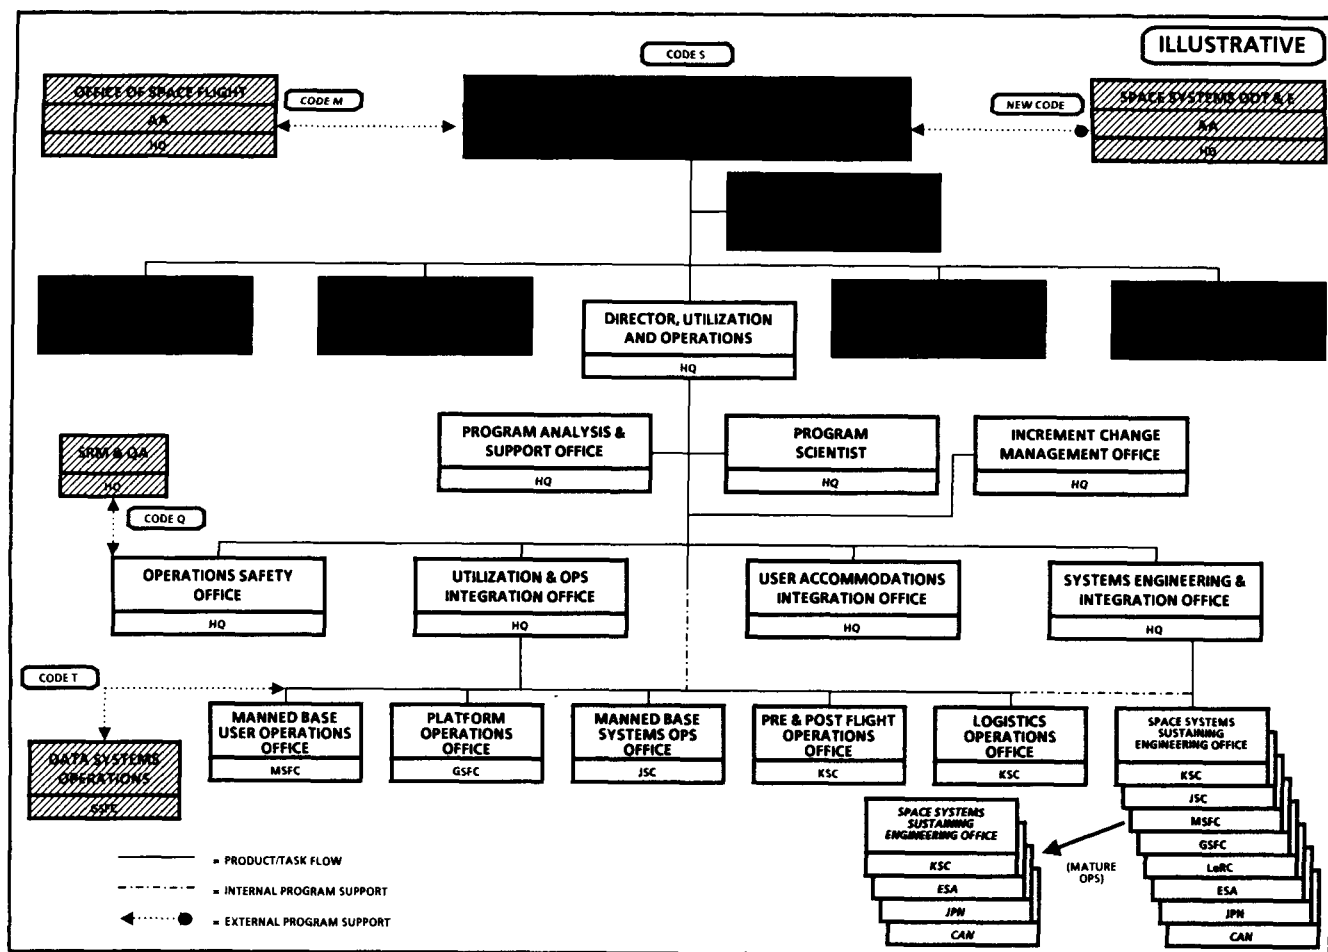 CODE S
ILLUSTRATIVE
OFFICE OF SPACE FLIGHT
AA
HQ
CODE M
NEW CODE
SPACE SYSTEMS DDT & E
AA
HQ
DIRECTOR, UTILIZATION
AND OPERATIONS
HQ
PROGRAM ANALYSIS &
SUPPORT OFFICE
HQ
PROGRAM
SCIENTIST
HQ
INCREMENT CHANGE
MANAGEMENT OFFICE
HQ
SRM & QA
HQ
CODE Q
OPERATIONS SAFETY
OFFICE
HQ
UTILIZATION & OPS
INTEGRATION OFFICE
HQ
USER ACCOMMODATIONS
INTEGRATION OFFICE
HQ
SYSTEMS ENGINEERING &
INTEGRATION OFFICE
HQ
CODE T
DATA SYSTEMS
OPERATIONS
GSFC
MANNED BASE
USER OPERATIONS
OFFICE
MSFC
PLATFORM
OPERATIONS
OFFICE
GSFC
MANNED BASE
SYSTEMS OPS
OFFICE
JSC
PRE & POST FLIGHT
OPERATIONS
OFFICE
KSC
LOGISTICS
OPERATIONS
OFFICE
KSC
SPACE SYSTEMS
SUSTAINING
ENGINEERING OFFICE
KSC
JSC
MSFC
GSFC
LeRC
ESA
JPN
CAN
SPACE SYSTEMS
SUSTAINING
ENGINEERING OFFICE
KSC
ESA
JPN
CAN
(MATURE
OPS)
= PRODUCT/TASK FLOW
= INTERNAL PROGRAM SUPPORT
= EXTERNAL PROGRAM SUPPORT